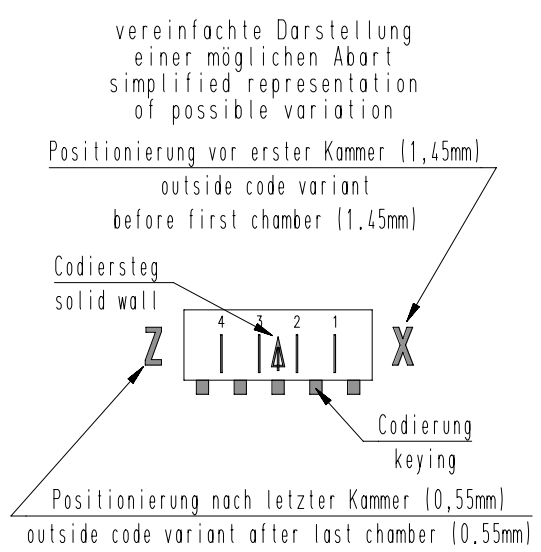 vereinfachte Darstellung
einer möglichen Abart
simplified representation
of possible variation
Positionierung vor erster Kammer (1,45mm)
outside code variant
before first chamber (1.45mm)
Codiersteg
solid wall
4 3 2 1
Z X
Codierung
keying
Positionierung nach letzter Kammer (0,55mm)
outside code variant after last chamber (0,55mm)